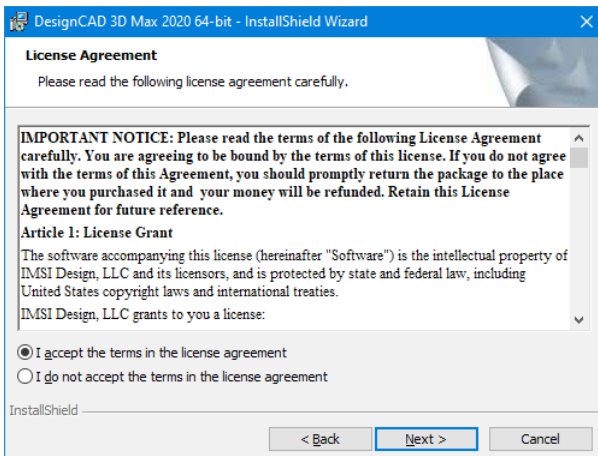 DesignCAD 3D Max 2020 64-bit - InstallShield Wizard
License Agreement
Please read the following license agreement carefully.
IMPORTANT NOTICE: Please read the terms of the following License Agreement
carefully. You are agreeing to be bound by the terms of this license. If you do not agree
with the terms of this Agreement, you should promptly return the package to the place
where you purchased it and your money will be refunded. Retain this License
Agreement for future reference.
Article 1: License Grant
The software accompanying this license (hereinafter "Software") is the intellectual property of
IMSI Design, LLC and its licensors, and is protected by state and federal law, including
United States copyright laws and international treaties.
IMSI Design, LLC grants to you a license:
I accept the terms in the license agreement
I do not accept the terms in the license agreement
InstallShield
< Back Next > Cancel